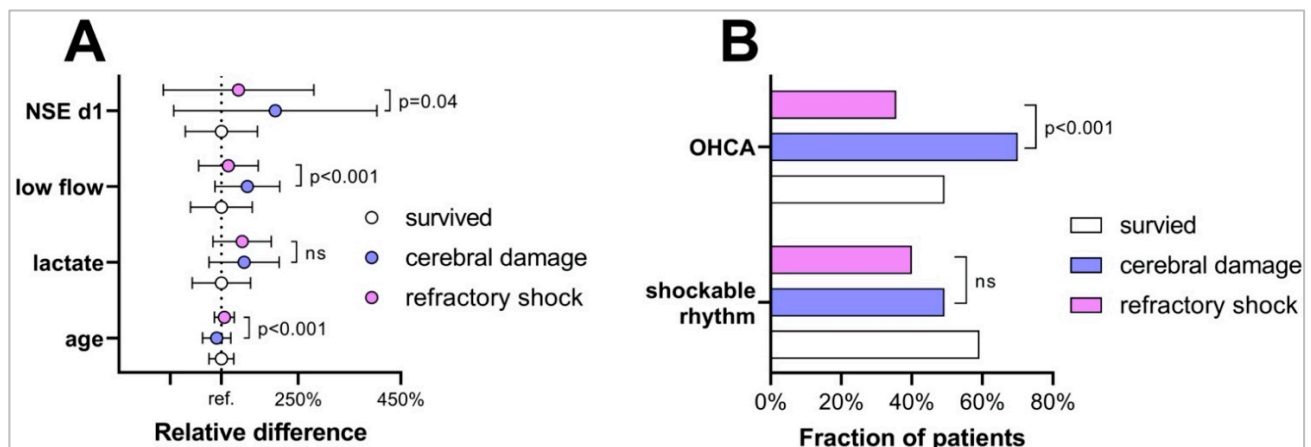 A
NSE d1
p=0.04
low flow
p<0.001
lactate
ns
age
p<0.001
survived
cerebral damage
refractory shock
ref.
250%
450%
Relative difference
B
OHCA
p<0.001
shockable
rhythm
ns
survied
cerebral damage
refractory shock
0%
20%
40%
60%
80%
Fraction of patients